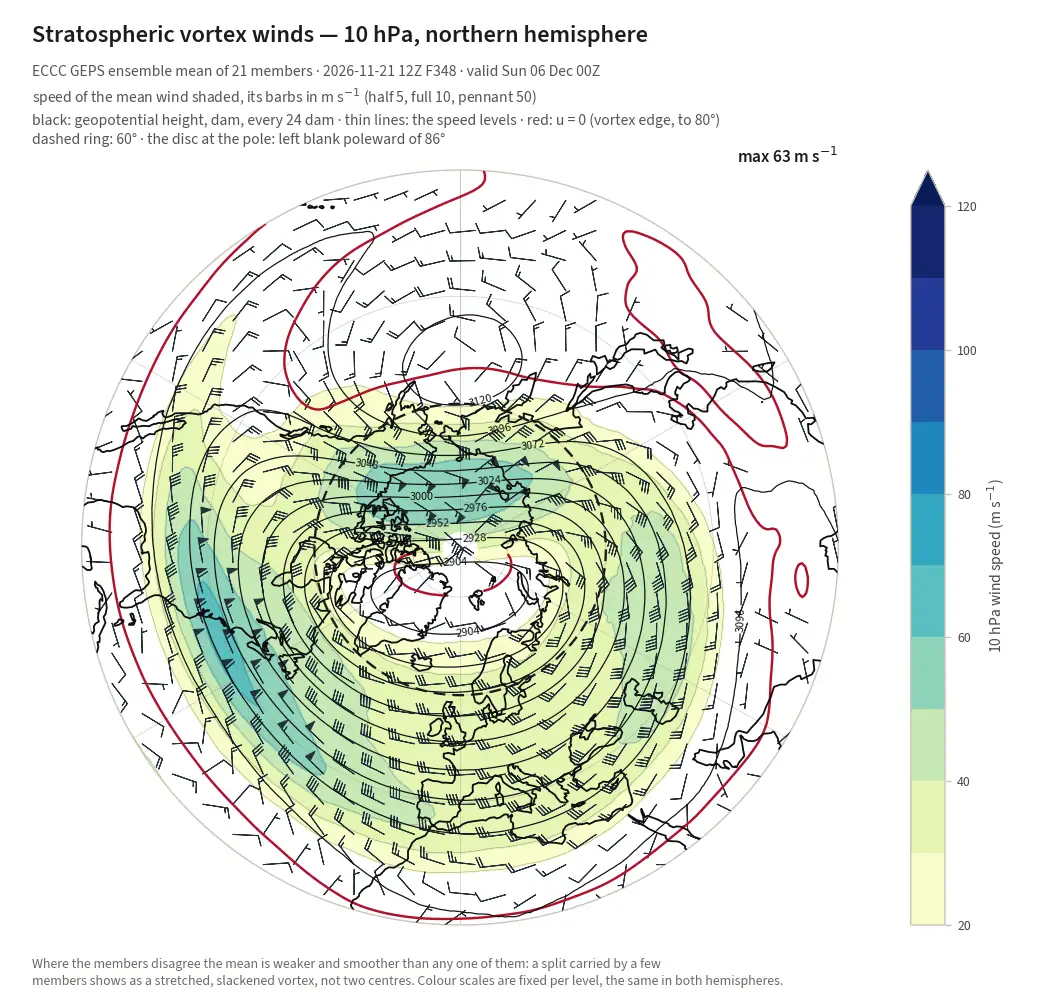 Stratospheric vortex winds — 10 hPa, northern hemisphere
ECCC GEPS ensemble mean of 21 members · 2026-11-21 12Z F348 · valid Sun 06 Dec 00Z
speed of the mean wind shaded, its barbs in m s⁻¹ (half 5, full 10, pennant 50)
black: geopotential height, dam, every 24 dam · thin lines: the speed levels · red: u = 0 (vortex edge, to 80°)
dashed ring: 60° · the disc at the pole: left blank poleward of 86°
max 63 m s⁻¹
120
100
80
60
40
20
10 hPa wind speed (m s⁻¹)
3120
3096
3072
3048
3024
3000
2976
2952
2928
2904
2904
3096
Where the members disagree the mean is weaker and smoother than any one of them: a split carried by a few
members shows as a stretched, slackened vortex, not two centres. Colour scales are fixed per level, the same in both hemispheres.